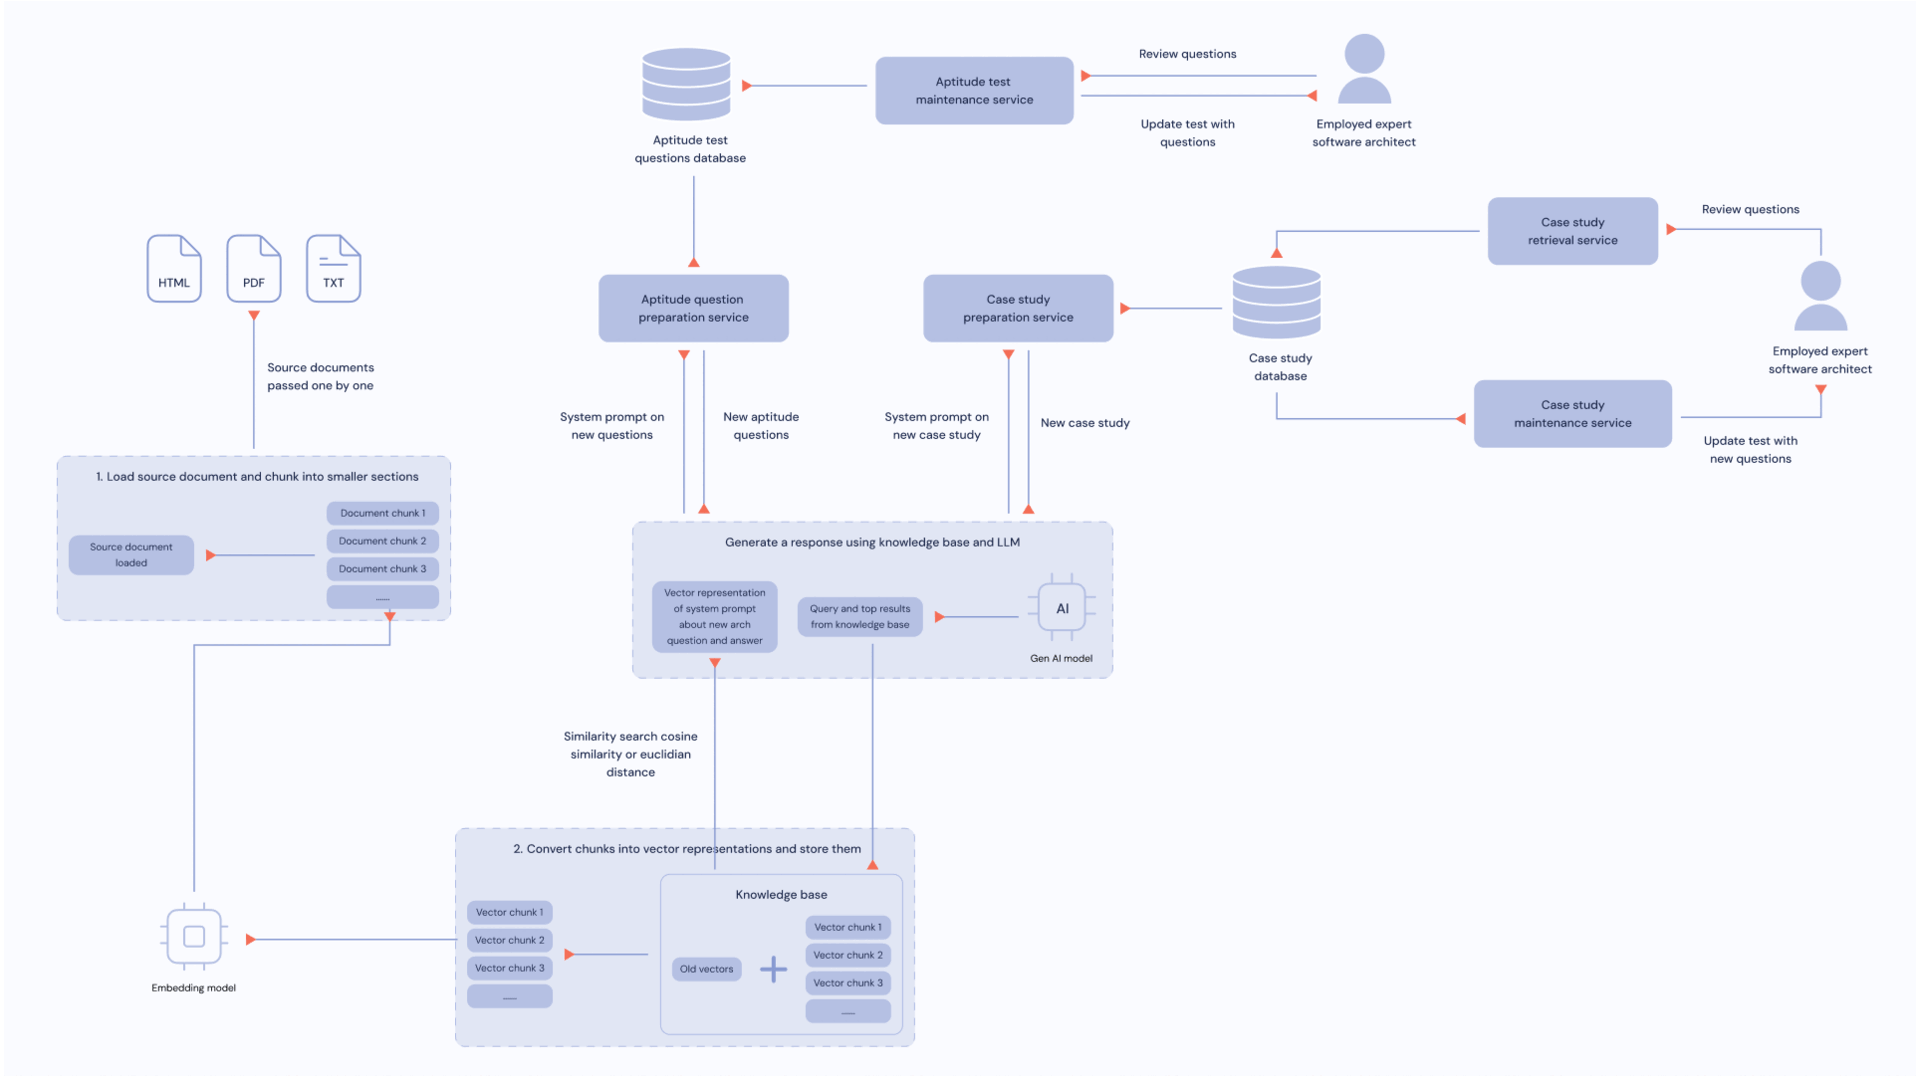 Review questions
Aptitude test
maintenance service
Update test with
questions
Employed expert
software architect
Aptitude test
questions database
Case study
retrieval service
Review questions
HTML
PDF
TXT
Aptitude question
preparation service
Case study
preparation service
Case study
database
Employed expert
software architect
Case study
maintenance service
Update test with
new questions
Source documents
passed one by one
System prompt on
new questions
New aptitude
questions
System prompt on
new case study
New case study
1. Load source document and chunk into smaller sections
Source document
loaded
Document chunk 1
Document chunk 2
Document chunk 3
Generate a response using knowledge base and LLM
Vector representation
of system prompt
about new arch
question and answer
Query and top results
from knowledge base
AI
Gen AI model
Similarity search cosine
similarity or euclidian
distance
2. Convert chunks into vector representations and store them
Embedding model
Vector chunk 1
Vector chunk 2
Vector chunk 3
Knowledge base
Old vectors
Vector chunk 1
Vector chunk 2
Vector chunk 3